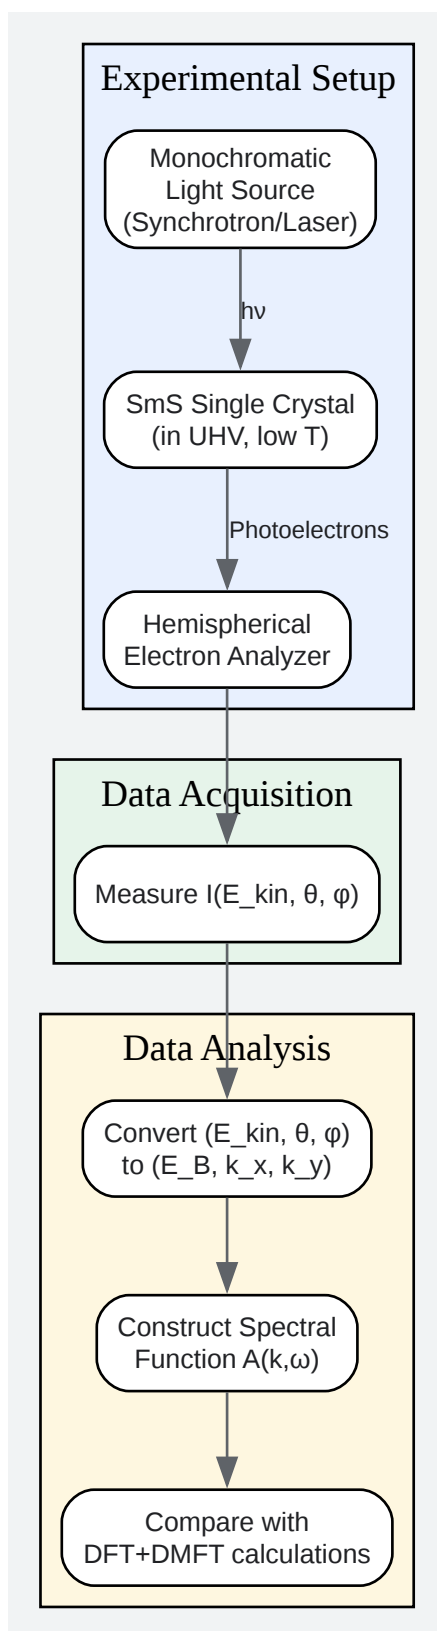 Experimental Setup
Monochromatic
Light Source
(Synchrotron/Laser)
hν
SmS Single Crystal
(in UHV, low T)
Photoelectrons
Hemispherical
Electron Analyzer
Data Acquisition
Measure I(E_kin, θ, φ)
Data Analysis
Convert (E_kin, θ, φ)
to (E_B, k_x, k_y)
Construct Spectral
Function A(k,ω)
Compare with
DFT+DMFT calculations